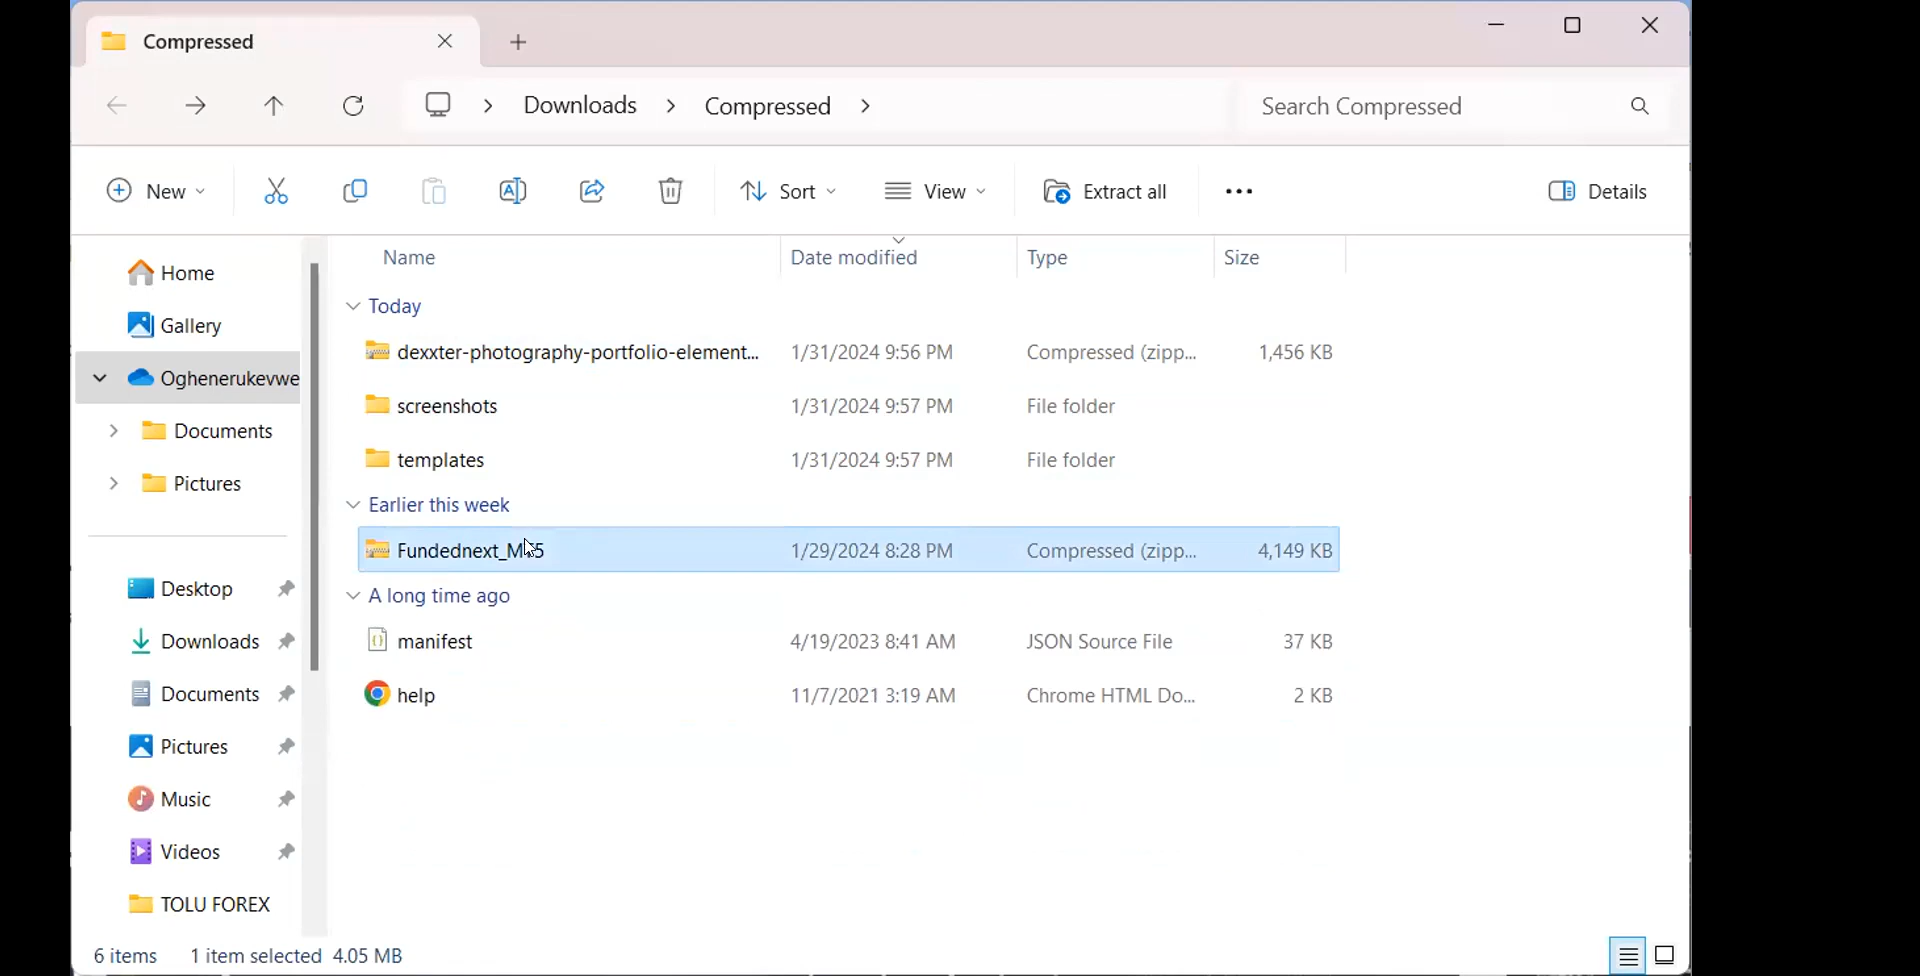 Compressed
Downloads Compressed Search Compressed
New Sort View Extract all Details
Name Date modified Type Size
Home
Gallery
Oghenerukevwe
Documents
Pictures
Desktop
Downloads
Documents
Pictures
Music
Videos
TOLU FOREX
Today
dexxter-photography-portfolio-element... 1/31/2024 9:56 PM Compressed (zipp... 1,456 KB
screenshots 1/31/2024 9:57 PM File folder
templates 1/31/2024 9:57 PM File folder
Earlier this week
1/29/2024 8:28 PM Compressed (zipp... 4,149 KB
A long time ago
manifest 4/19/2023 8:41 AM JSON Source File 37 KB
help 11/7/2021 3:19 AM Chrome HTML Do... 2 KB
6 items 1 item selected 4.05 MB